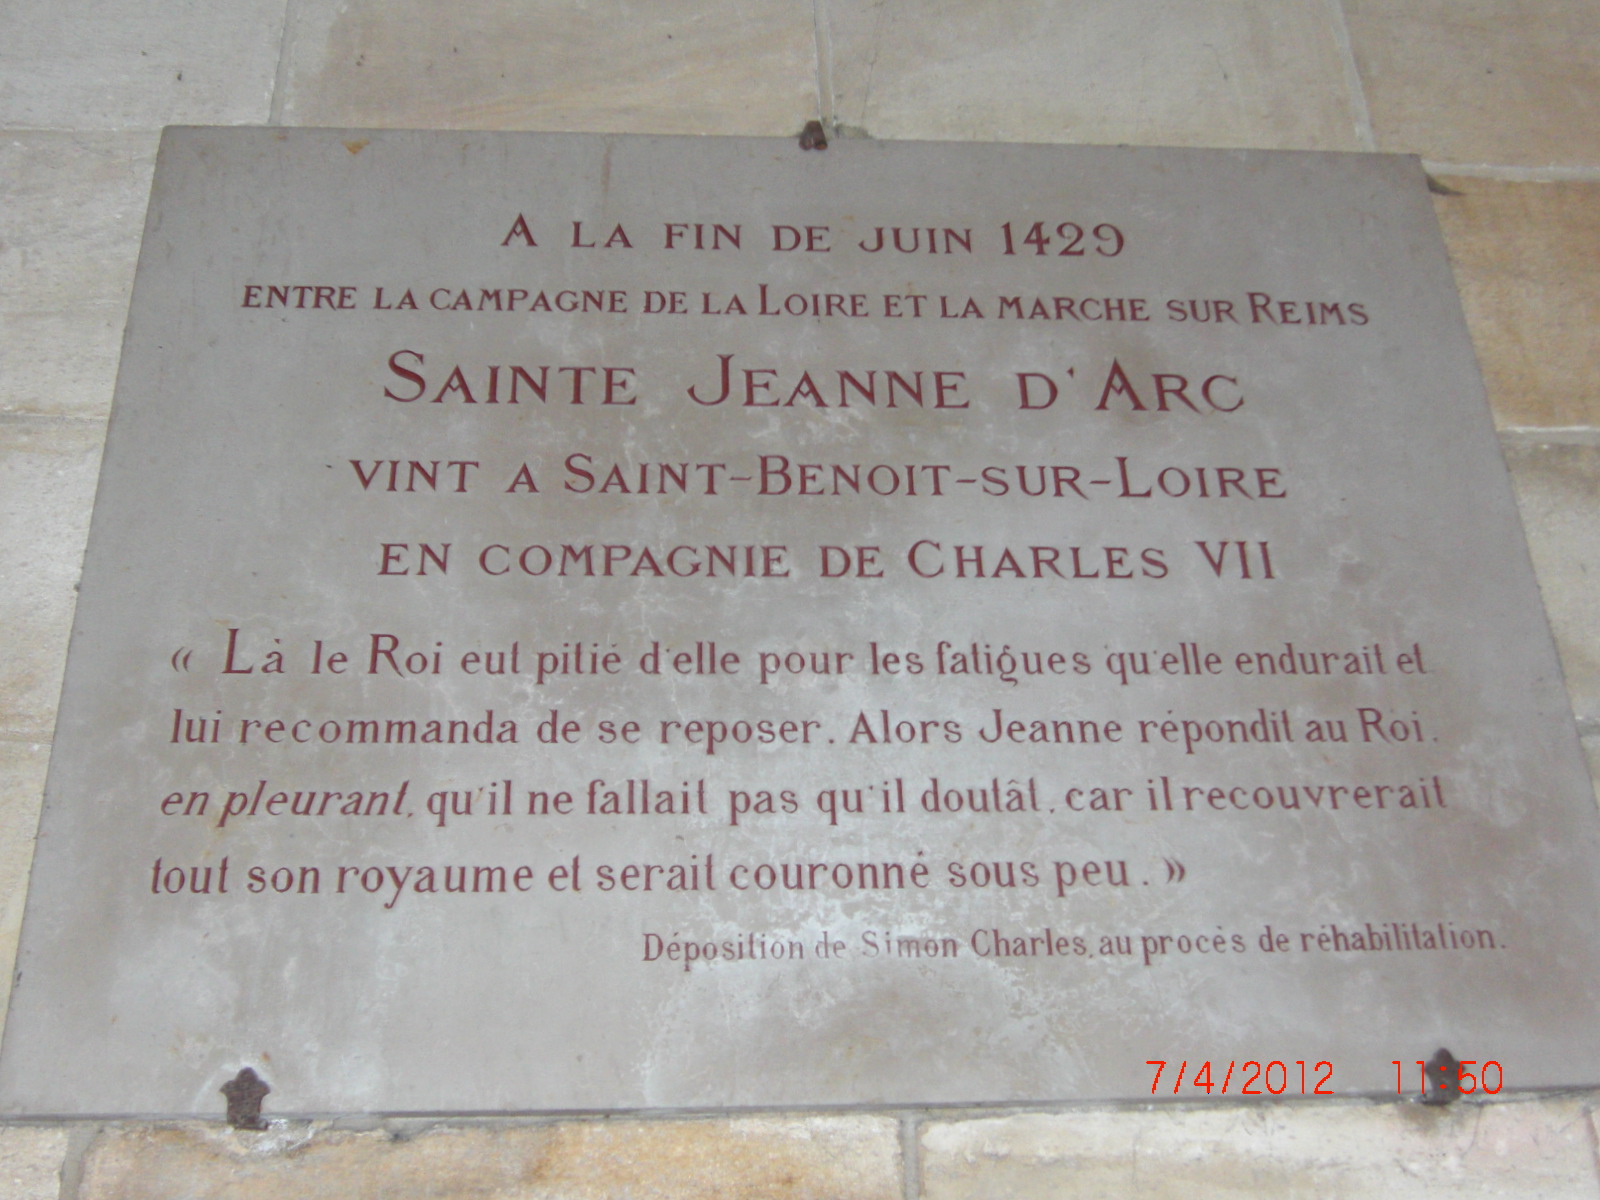 A LA FIN DE JUIN 1429
ENTRE LA CAMPAGNE DE LA LOIRE ET LA MARCHE SUR REIMS
SAINTE JEANNE D'ARC
VINT A SAINT-BENOIT-SUR-LOIRE
EN COMPAGNIE DE CHARLES VII
« Là le Roi eut pitié d'elle pour les fatigues qu'elle endurait et
lui recommanda de se reposer. Alors Jeanne répondit au Roi,
en pleurant, qu'il ne fallait pas qu'il doutât, car il recouvrerait
tout son royaume et serait couronné sous peu. »
Déposition de Simon Charles, au procès de réhabilitation.
7/4/2012 11:50